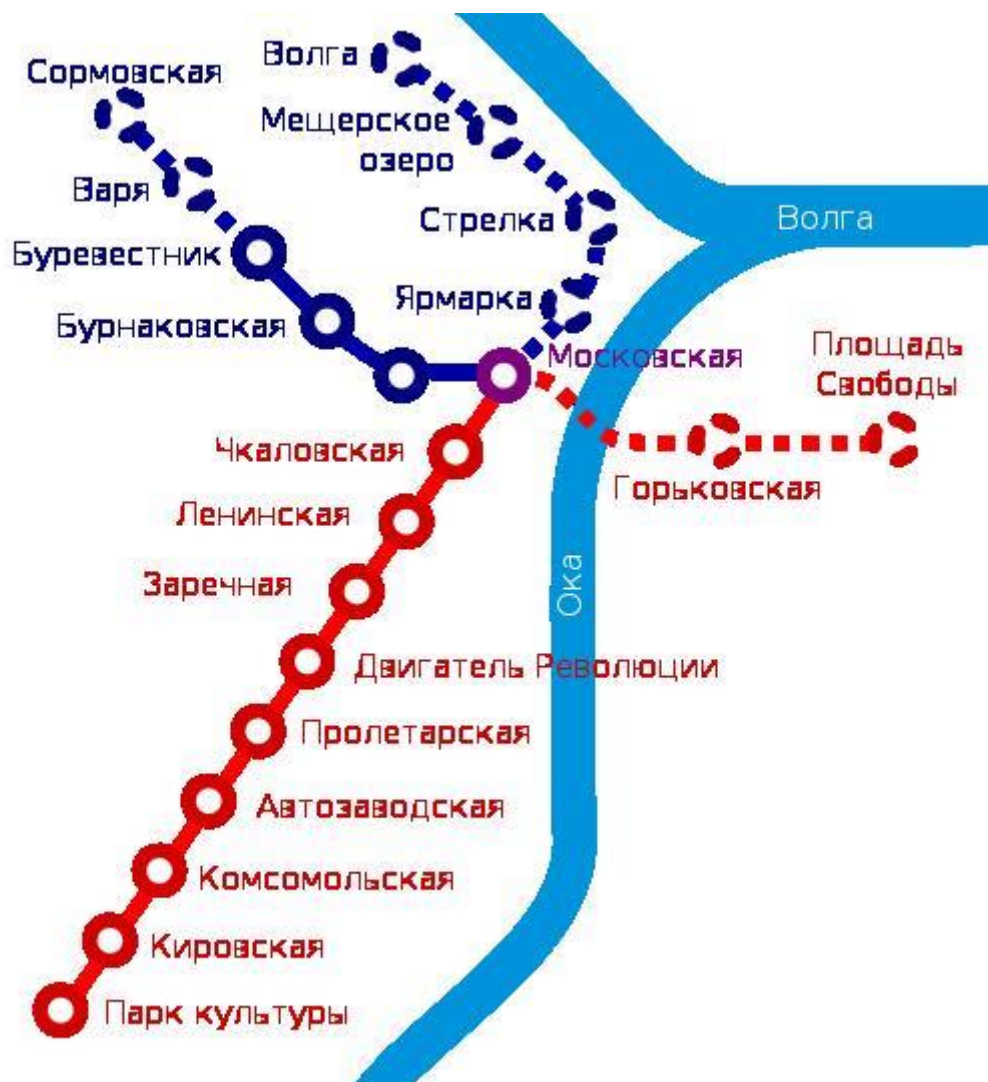 Волга
Сормовская
Мещерское
озеро
Варя
Стрелка
Волга
Буревестник
Ярмарка
Бурнаковская
Московская
Площадь
Свободы
Чкаловская
Горьковская
Ленинская
Заречная
Ока
Двигатель Революции
Пролетарская
Автозаводская
Комсомольская
Кировская
Парк культуры